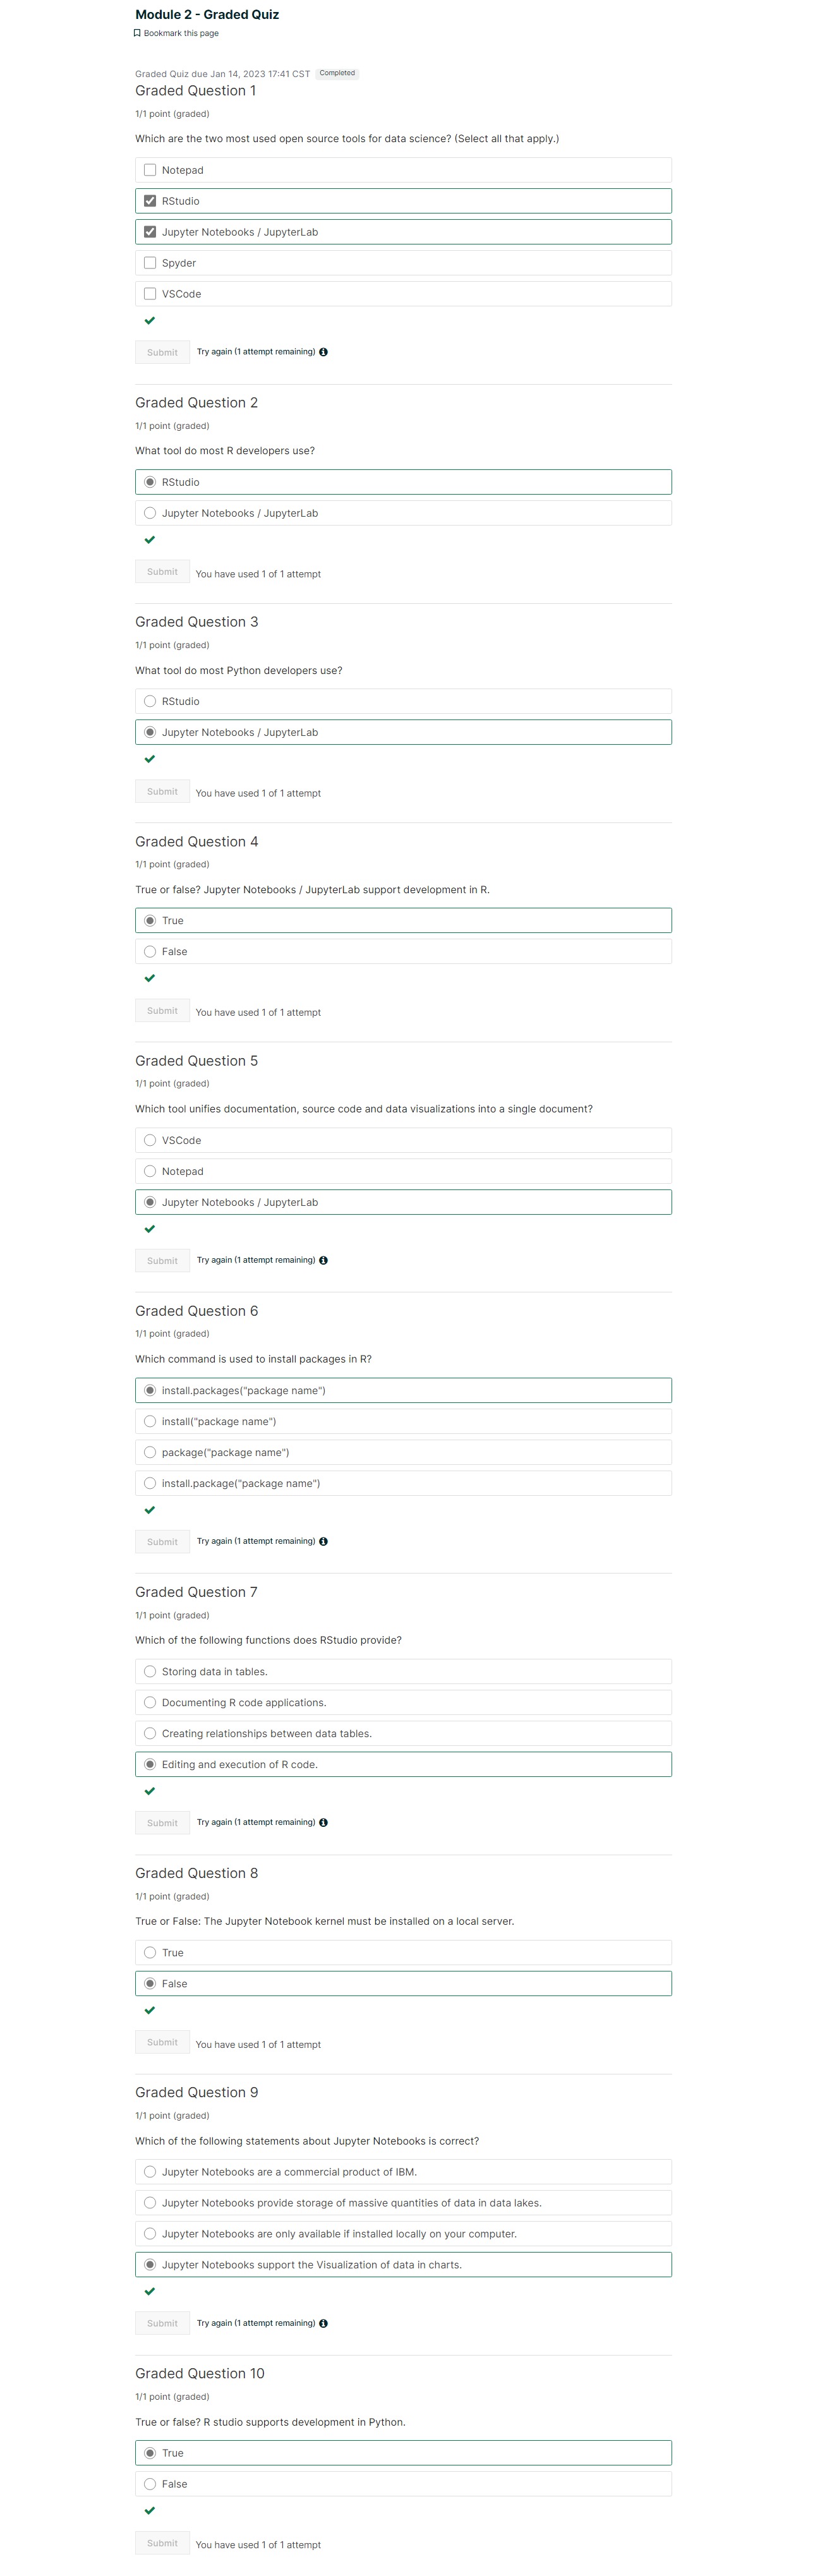 Module 2 - Graded Quiz
Bookmark this page
Graded Quiz due Jan 14, 2023 17:41 CST Completed
Graded Question 1
1/1 point (graded)
Which are the two most used open source tools for data science? (Select all that apply.)
Notepad
RStudio
Jupyter Notebooks / JupyterLab
Spyder
VSCode
Submit Try again (1 attempt remaining)
Graded Question 2
1/1 point (graded)
What tool do most R developers use?
RStudio
Jupyter Notebooks / JupyterLab
Submit You have used 1 of 1 attempt
Graded Question 3
1/1 point (graded)
What tool do most Python developers use?
RStudio
Jupyter Notebooks / JupyterLab
Submit You have used 1 of 1 attempt
Graded Question 4
1/1 point (graded)
True or false? Jupyter Notebooks / JupyterLab support development in R.
True
False
Submit You have used 1 of 1 attempt
Graded Question 5
1/1 point (graded)
Which tool unifies documentation, source code and data visualizations into a single document?
VSCode
Notepad
Jupyter Notebooks / JupyterLab
Submit Try again (1 attempt remaining)
Graded Question 6
1/1 point (graded)
Which command is used to install packages in R?
install.packages("package name")
install("package name")
package("package name")
install.package("package name")
Submit Try again (1 attempt remaining)
Graded Question 7
1/1 point (graded)
Which of the following functions does RStudio provide?
Storing data in tables.
Documenting R code applications.
Creating relationships between data tables.
Editing and execution of R code.
Submit Try again (1 attempt remaining)
Graded Question 8
1/1 point (graded)
True or False: The Jupyter Notebook kernel must be installed on a local server.
True
False
Submit You have used 1 of 1 attempt
Graded Question 9
1/1 point (graded)
Which of the following statements about Jupyter Notebooks is correct?
Jupyter Notebooks are a commercial product of IBM.
Jupyter Notebooks provide storage of massive quantities of data in data lakes.
Jupyter Notebooks are only available if installed locally on your computer.
Jupyter Notebooks support the Visualization of data in charts.
Submit Try again (1 attempt remaining)
Graded Question 10
1/1 point (graded)
True or false? R studio supports development in Python.
True
False
Submit You have used 1 of 1 attempt